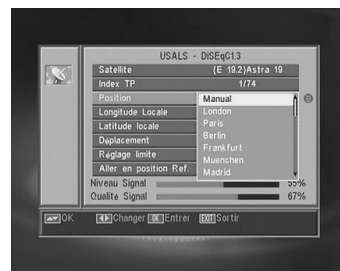 USALS - DiSEqC1.3
Satellite (E 19.2)Astra 19
Index TP 1/74
Position Manual
Longitude Locale London
Latitude locale Paris
Déplacement Berlin
Réglage limite Frankfurt
Aller en position Ref. Muenchen
Madrid
Niveau Signal 55%
Qualite Signal 67%
OK Changer OK Entrer EXIT Sortir